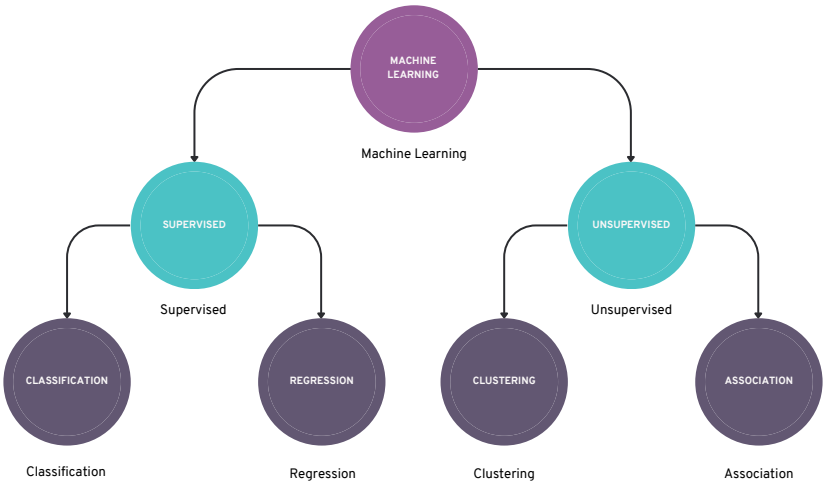 MACHINE
LEARNING
Machine Learning
SUPERVISED
UNSUPERVISED
Supervised
Unsupervised
CLASSIFICATION
REGRESSION
CLUSTERING
ASSOCIATION
Classification
Regression
Clustering
Association